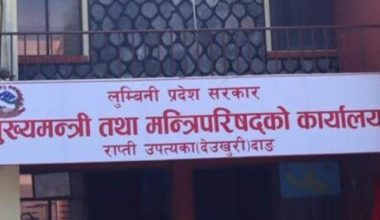 लुम्बिनी प्रदेश सरकार
मुख्यमन्त्री तथा मन्त्रिपरिषद्को कार्यालय
राप्ती उपत्यका(देउखुरी)दाङ